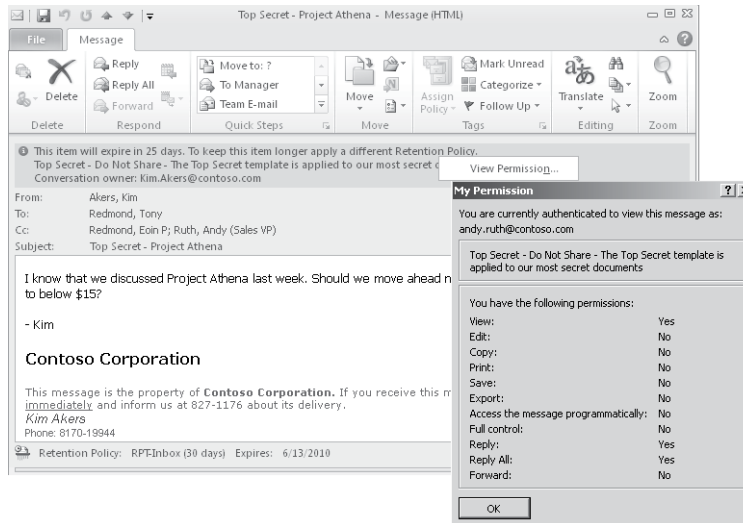 Top Secret - Project Athena - Message (HTML)
File Message
Delete
Reply
Reply All
Forward
Move to: ?
To Manager
Team E-mail
Move
Assign
Policy
Mark Unread
Categorize
Follow Up
Translate
Zoom
Delete Respond Quick Steps Move Tags Editing Zoom
This item will expire in 25 days. To keep this item longer apply a different Retention Policy.
Top Secret - Do Not Share - The Top Secret template is applied to our most secret
Conversation owner: Kim.Akers@contoso.com
View Permission...
From: Akers, Kim
To: Redmond, Tony
Cc: Redmond, Eoin P; Ruth, Andy (Sales VP)
Subject: Top Secret - Project Athena
I know that we discussed Project Athena last week. Should we move ahead
to below $15?
- Kim
Contoso Corporation
This message is the property of Contoso Corporation. If you receive this
immediately and inform us at 827-1176 about its delivery.
Kim Akers
Phone: 8170-19944
Retention Policy: RPT-Inbox (30 days) Expires: 6/13/2010
My Permission
You are currently authenticated to view this message as:
andy.ruth@contoso.com
Top Secret - Do Not Share - The Top Secret template is
applied to our most secret documents
You have the following permissions:
View: Yes
Edit: No
Copy: No
Print: No
Save: No
Export: No
Access the message programmatically: No
Full control: No
Reply: Yes
Reply All: Yes
Forward: No
OK